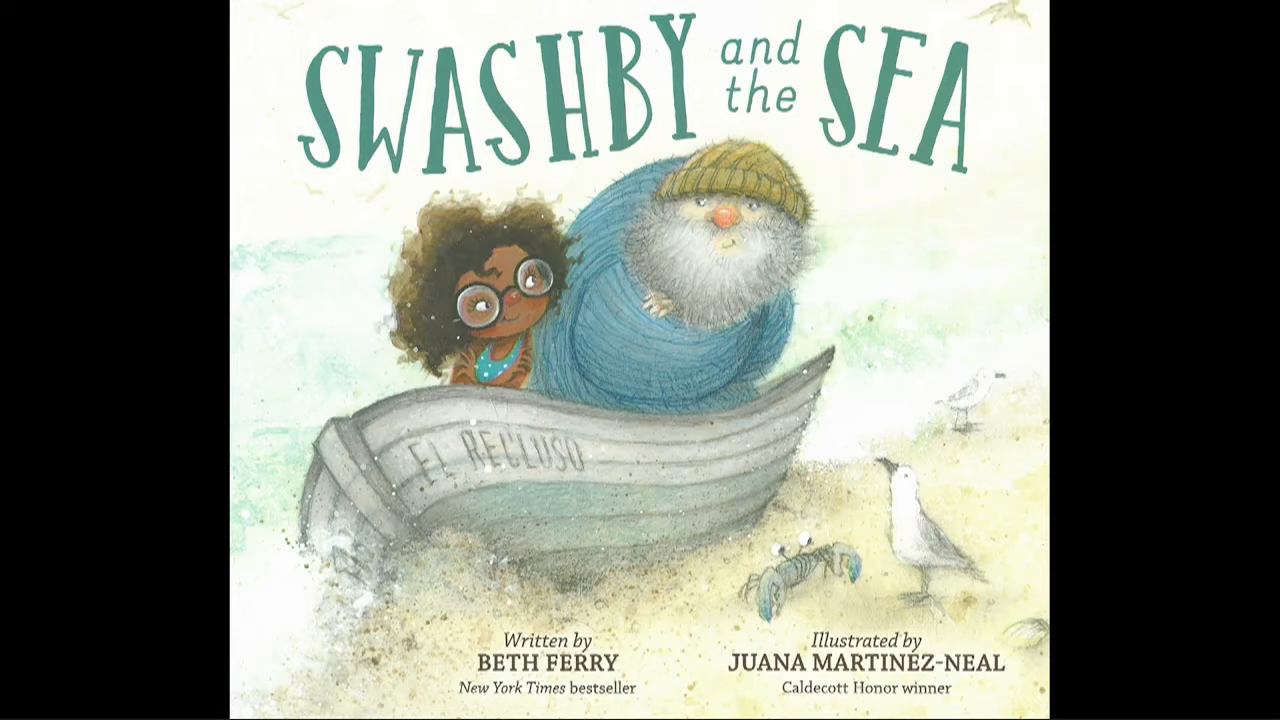 SWASHBY and the SEA
EL RECLUSO
Written by
BETH FERRY
New York Times bestseller
Illustrated by
JUANA MARTINEZ-NEAL
Caldecott Honor winner